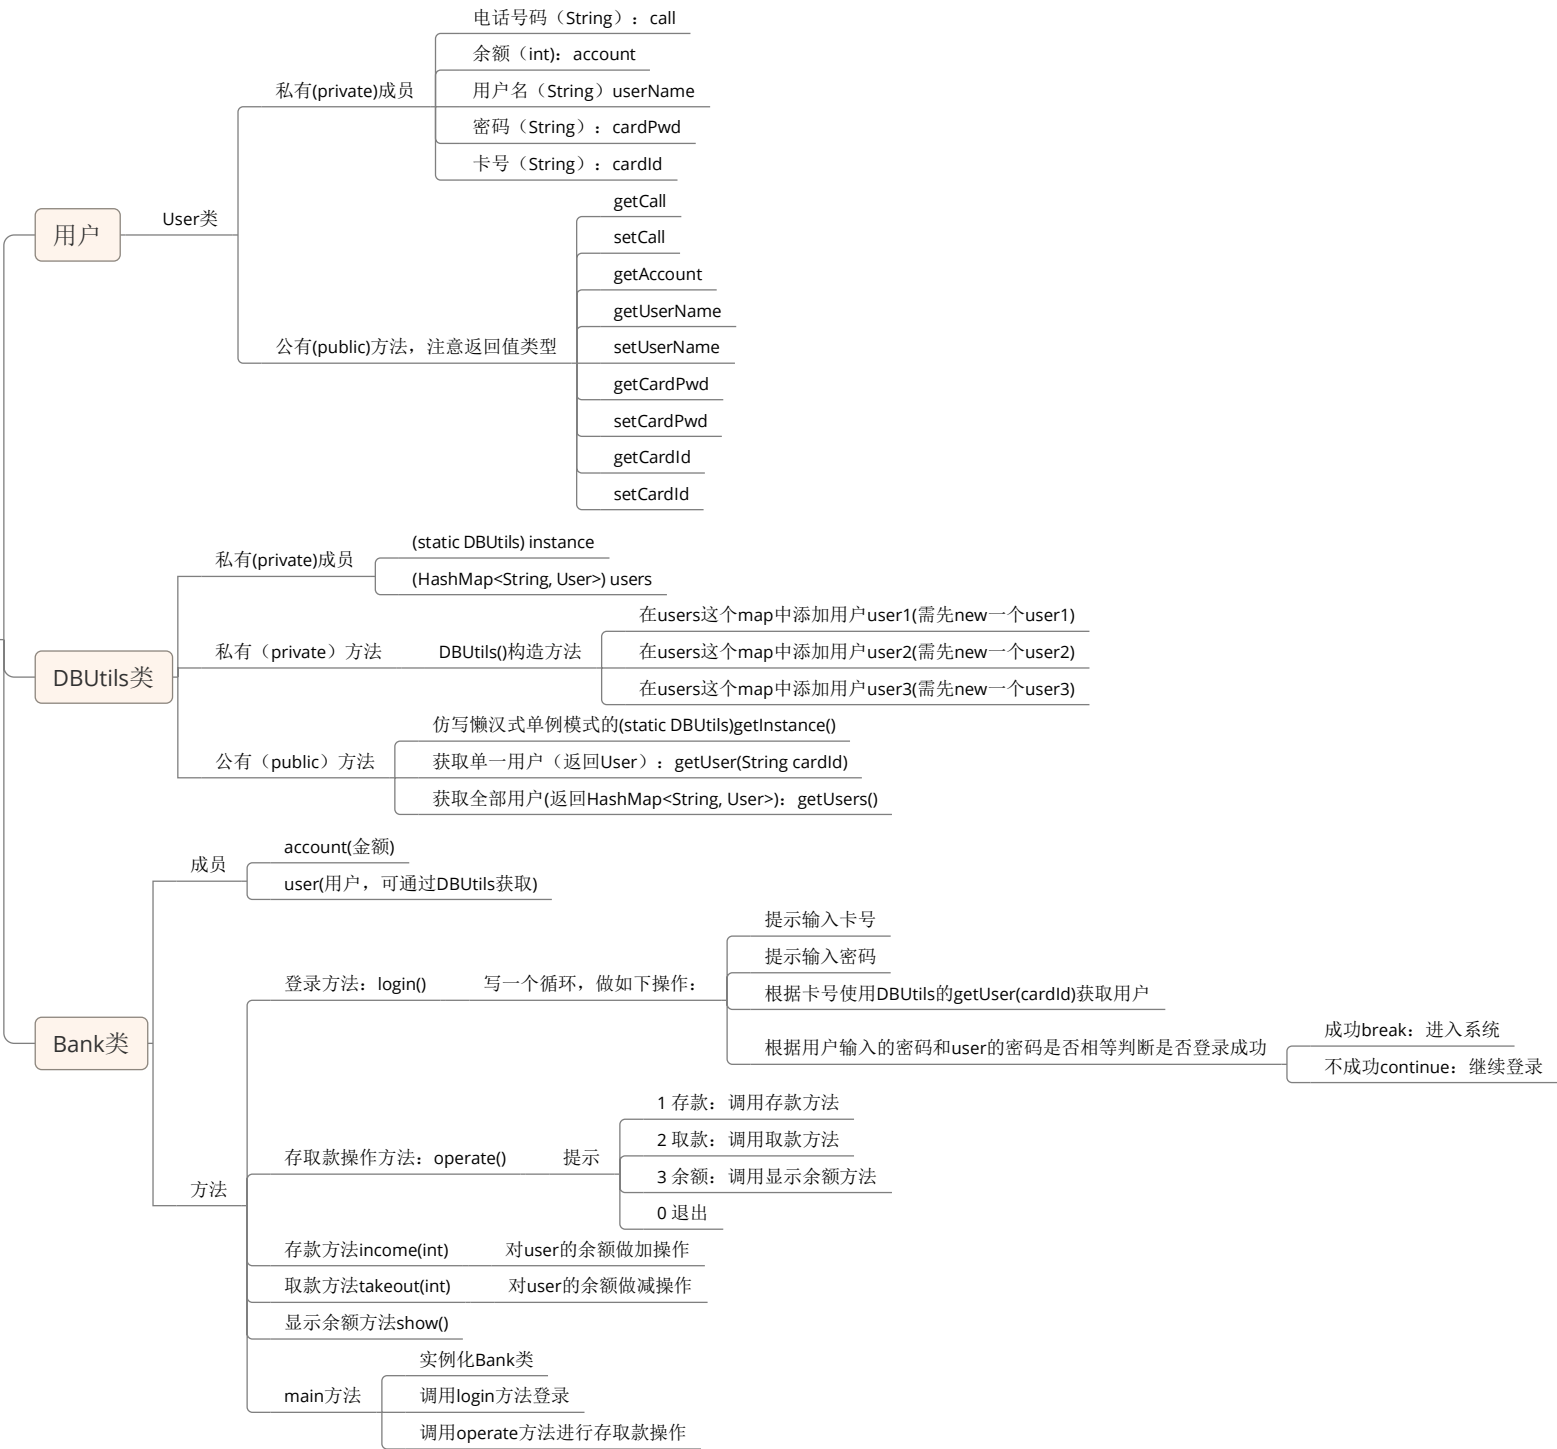 电话号码（String）：call
余额（int)：account
用户名（String）userName
密码（String）：cardPwd
卡号（String）：cardId
私有(private)成员
User类
用户
getCall
setCall
getAccount
getUserName
setUserName
getCardPwd
setCardPwd
getCardId
setCardId
公有(public)方法，注意返回值类型
DBUtils类
私有(private)成员
(static DBUtils) instance
(HashMap<String, User>) users
私有（private）方法
DBUtils()构造方法
在users这个map中添加用户user1(需先new一个user1)
在users这个map中添加用户user2(需先new一个user2)
在users这个map中添加用户user3(需先new一个user3)
公有（public）方法
仿写懒汉式单例模式的(static DBUtils)getInstance()
获取单一用户（返回User）：getUser(String cardId)
获取全部用户(返回HashMap<String, User>)：getUsers()
Bank类
成员
account(金额)
user(用户，可通过DBUtils获取)
方法
登录方法：login()
写一个循环，做如下操作：
提示输入卡号
提示输入密码
根据卡号使用DBUtils的getUser(cardId)获取用户
根据用户输入的密码和user的密码是否相等判断是否登录成功
成功break：进入系统
不成功continue：继续登录
存取款操作方法：operate()
提示
1 存款：调用存款方法
2 取款：调用取款方法
3 余额：调用显示余额方法
0 退出
存款方法income(int)
对user的余额做加操作
取款方法takeout(int)
对user的余额做减操作
显示余额方法show()
main方法
实例化Bank类
调用login方法登录
调用operate方法进行存取款操作